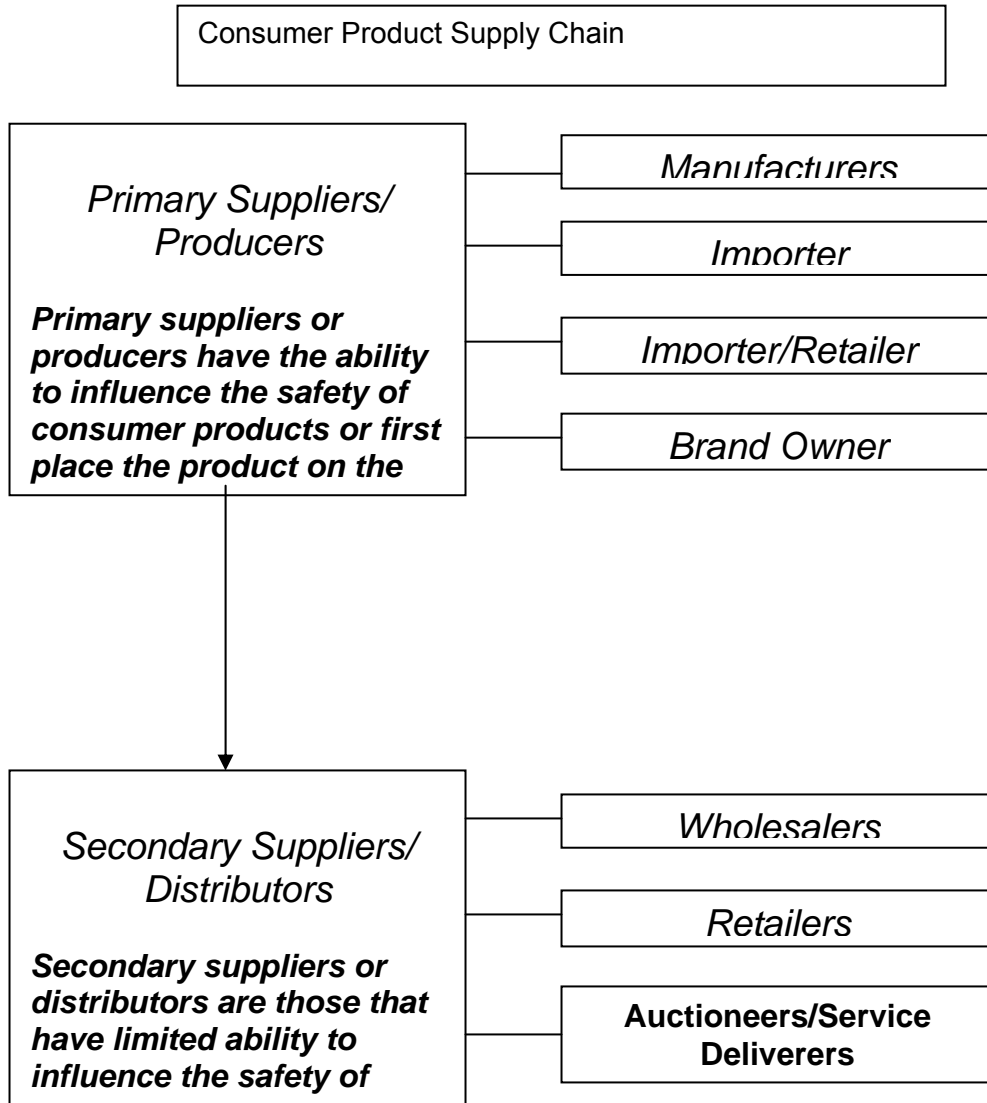 Consumer Product Supply Chain
Primary Suppliers/
Producers
Primary suppliers or
producers have the ability
to influence the safety of
consumer products or first
place the product on the
Manufacturers
Importer
Importer/Retailer
Brand Owner
Secondary Suppliers/
Distributors
Secondary suppliers or
distributors are those that
have limited ability to
influence the safety of
Wholesalers
Retailers
Auctioneers/Service
Deliverers